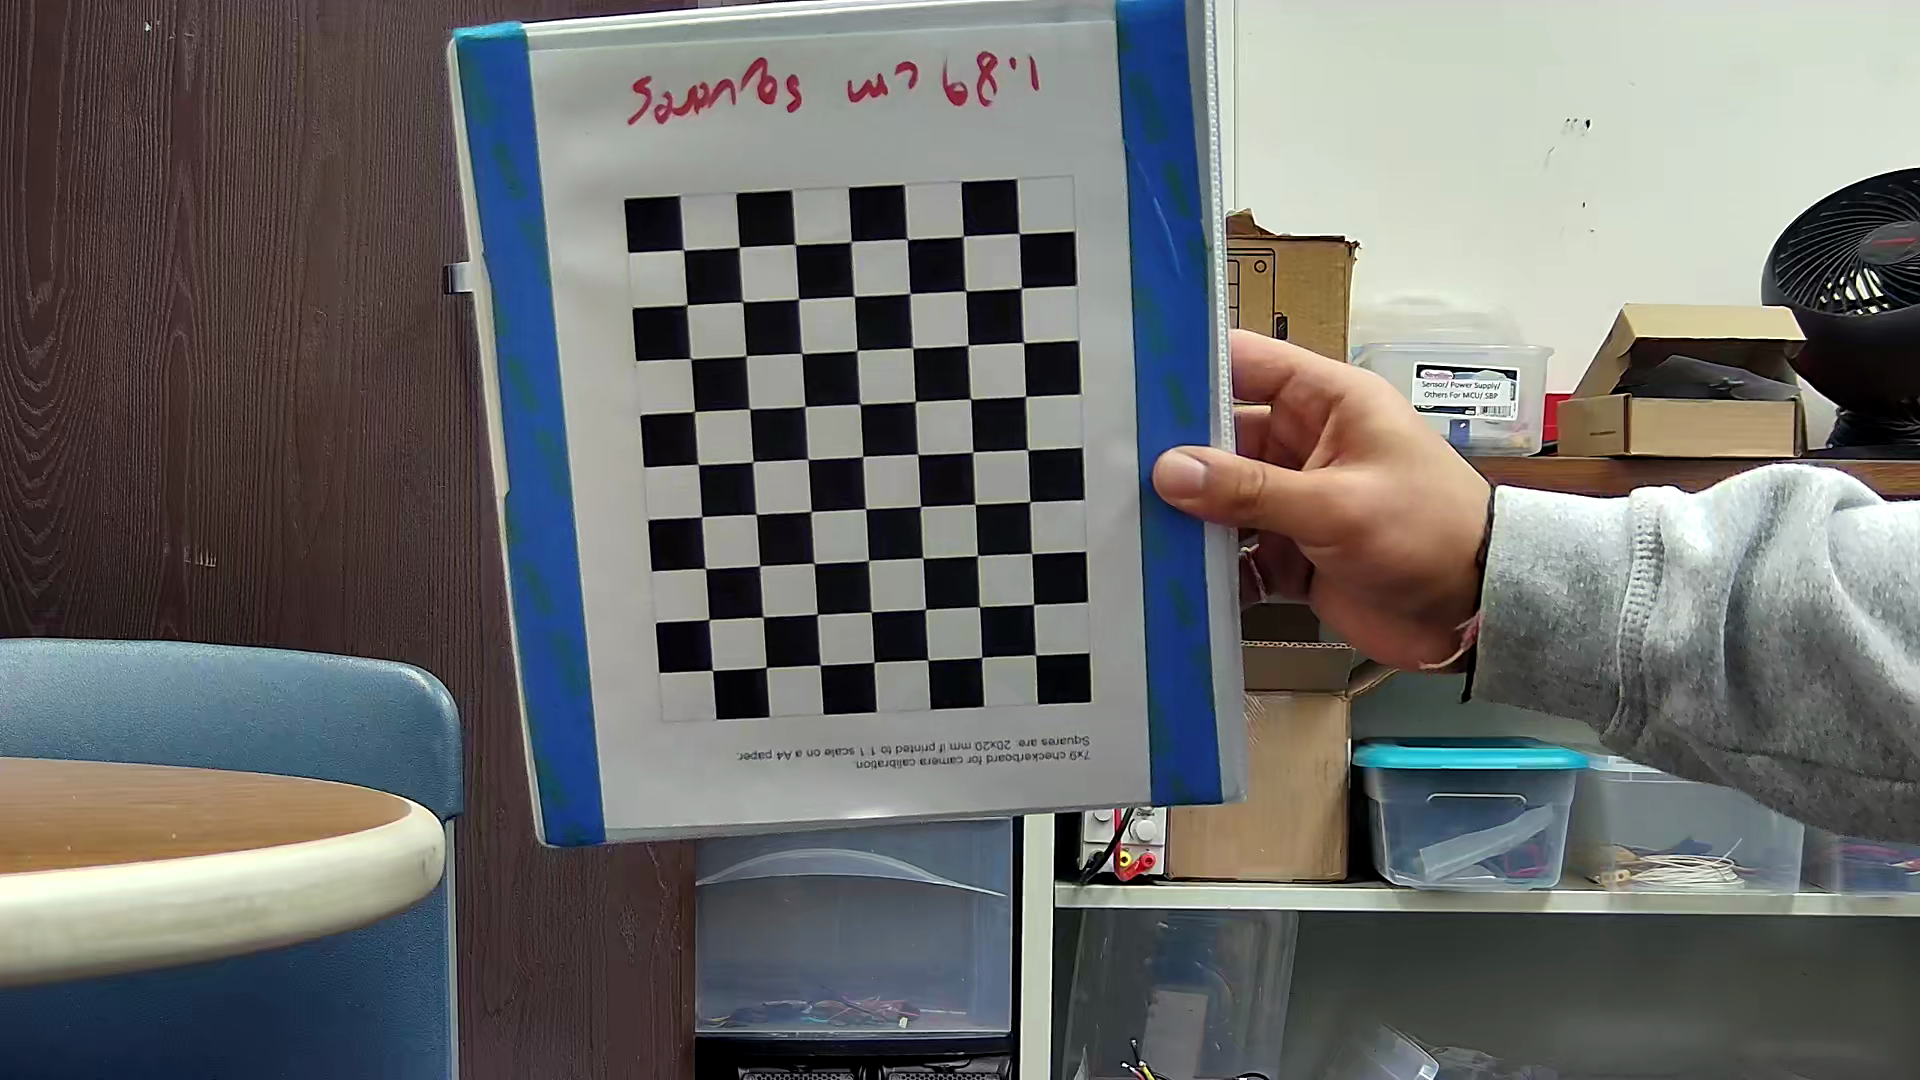 1.89 cm squares
7x9 checkerboard for camera calibration.
Squares are: 20x20 mm if printed to 1:1 scale on a A4 paper.
Sensor/ Power Supply/
Others For MCU/ SBP